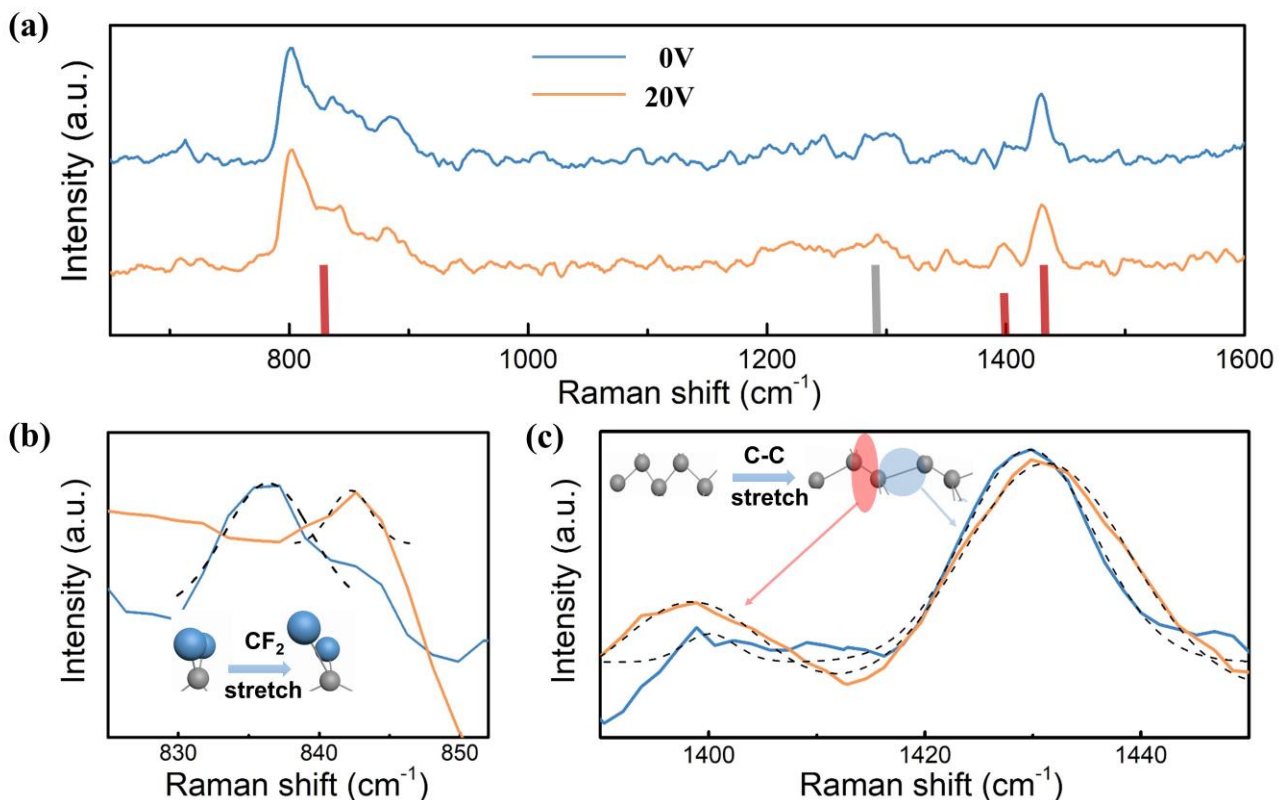 (a)
0V
20V
Intensity (a.u.)
800
1000
1200
1400
1600
Raman shift (cm⁻¹)
(b)
Intensity (a.u.)
CF₂
stretch
830
840
850
Raman shift (cm⁻¹)
(c)
Intensity (a.u.)
C-C
stretch
1400
1420
1440
Raman shift (cm⁻¹)